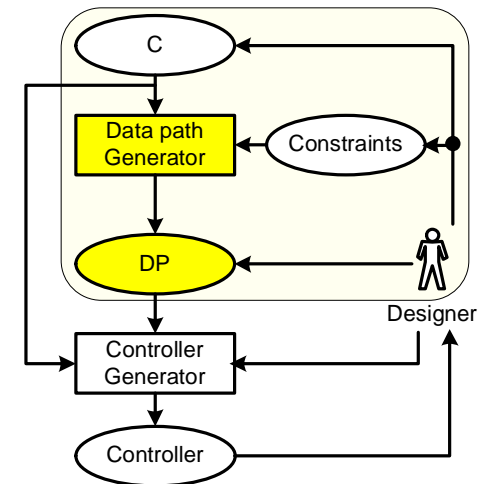 C
Data path
Generator
Constraints
DP
Designer
Controller
Generator
Controller